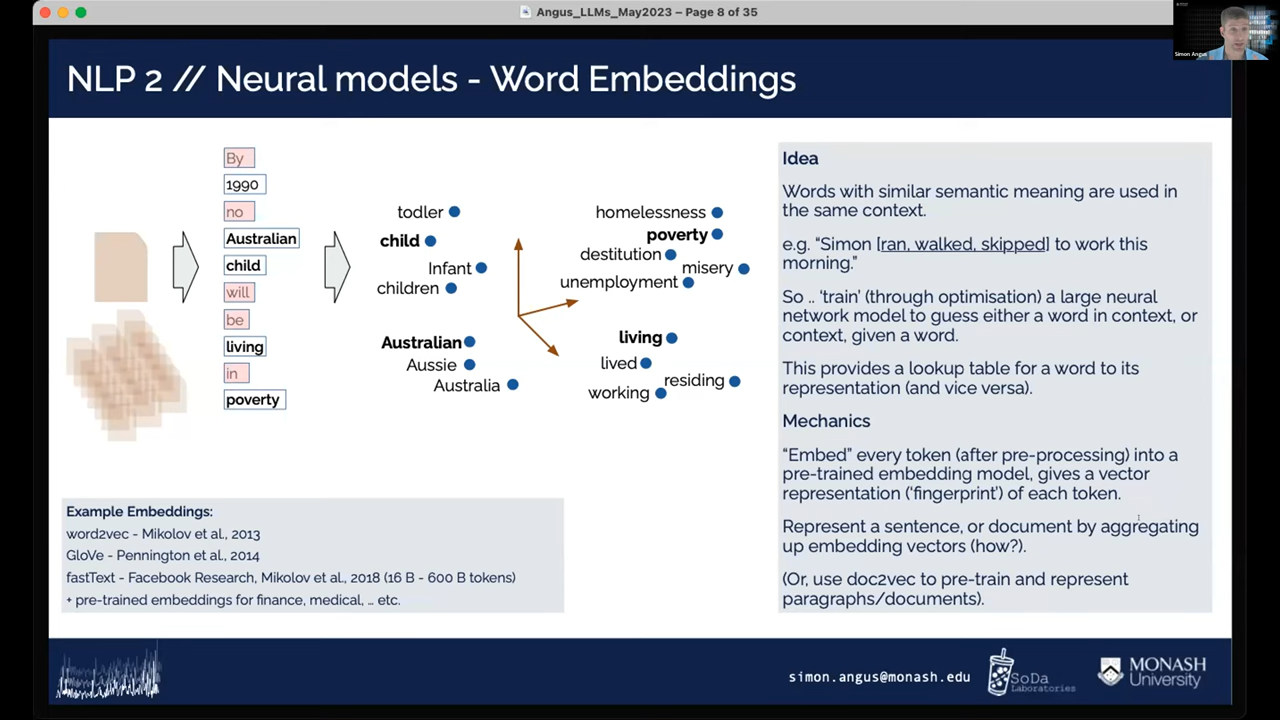 Angus_LLMs_May2023 – Page 8 of 35
Simon Angus
NLP 2 // Neural models - Word Embeddings
By
1990
no
Australian
child
will
be
living
in
poverty
todler
child
Infant
children
Australian
Aussie
Australia
homelessness
poverty
destitution
misery
unemployment
living
lived
residing
working
Idea
Words with similar semantic meaning are used in
the same context.
e.g. “Simon [ran, walked, skipped] to work this
morning.”
So .. ‘train’ (through optimisation) a large neural
network model to guess either a word in context, or
context, given a word.
This provides a lookup table for a word to its
representation (and vice versa).
Mechanics
“Embed” every token (after pre-processing) into a
pre-trained embedding model, gives a vector
representation (‘fingerprint’) of each token.
Represent a sentence, or document by aggregating
up embedding vectors (how?).
(Or, use doc2vec to pre-train and represent
paragraphs/documents).
Example Embeddings:
word2vec - Mikolov et al., 2013
GloVe - Pennington et al., 2014
fastText - Facebook Research, Mikolov et al., 2018 (16 B - 600 B tokens)
+ pre-trained embeddings for finance, medical, … etc.
simon.angus@monash.edu
SoDa
Laboratories
MONASH
University